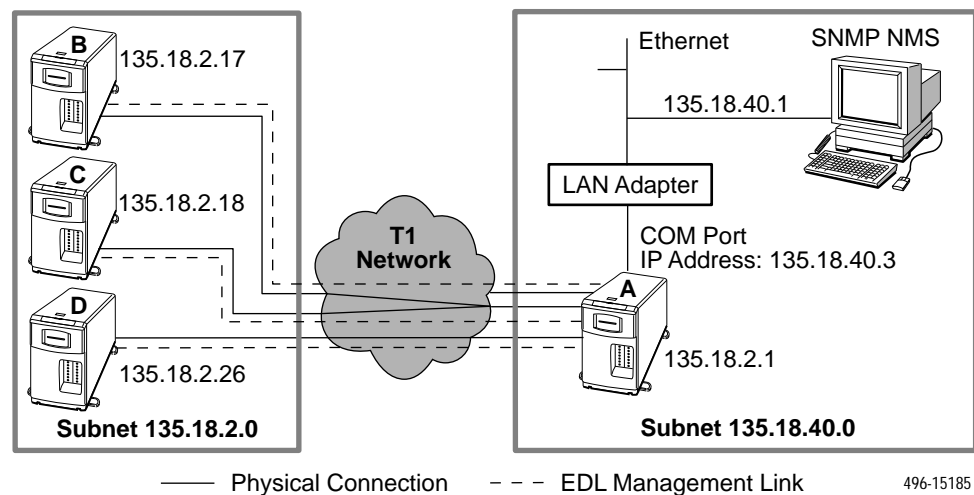 B
135.18.2.17
C
135.18.2.18
D
135.18.2.26
Subnet 135.18.2.0
T1
Network
Ethernet
SNMP NMS
135.18.40.1
LAN Adapter
COM Port
IP Address: 135.18.40.3
A
135.18.2.1
Subnet 135.18.40.0
Physical Connection
EDL Management Link
496-15185